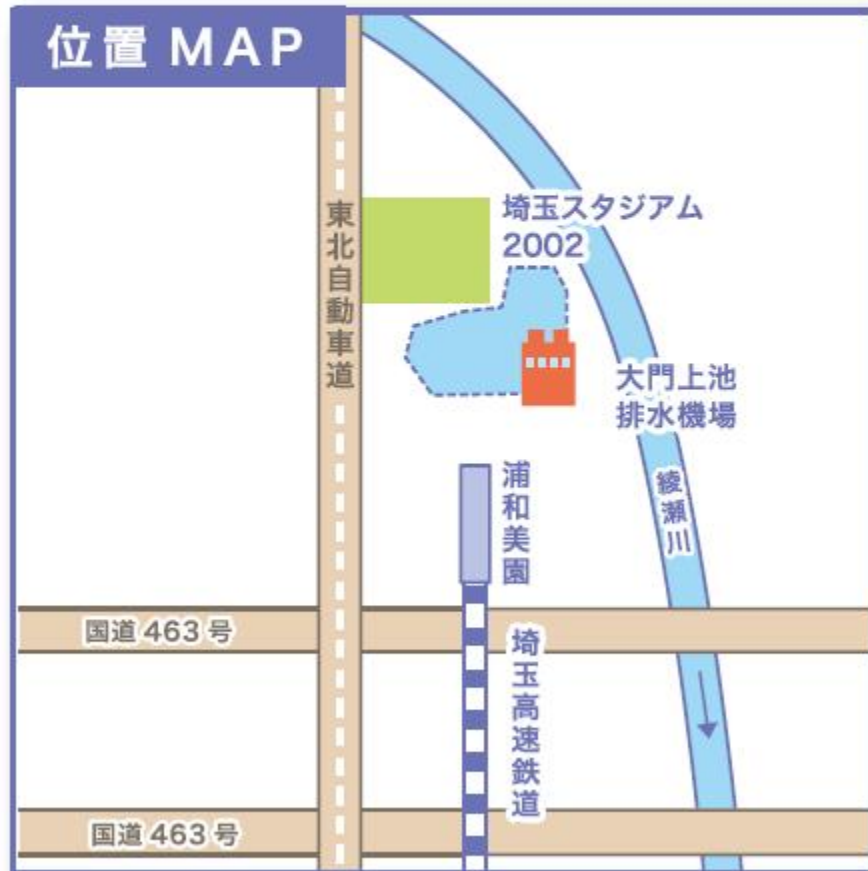 位置 MAP
東北自動車道
埼玉スタジアム
2002
大門上池
排水機場
浦和美園
綾瀬川
国道 463 号
埼玉高速鉄道
国道 463 号